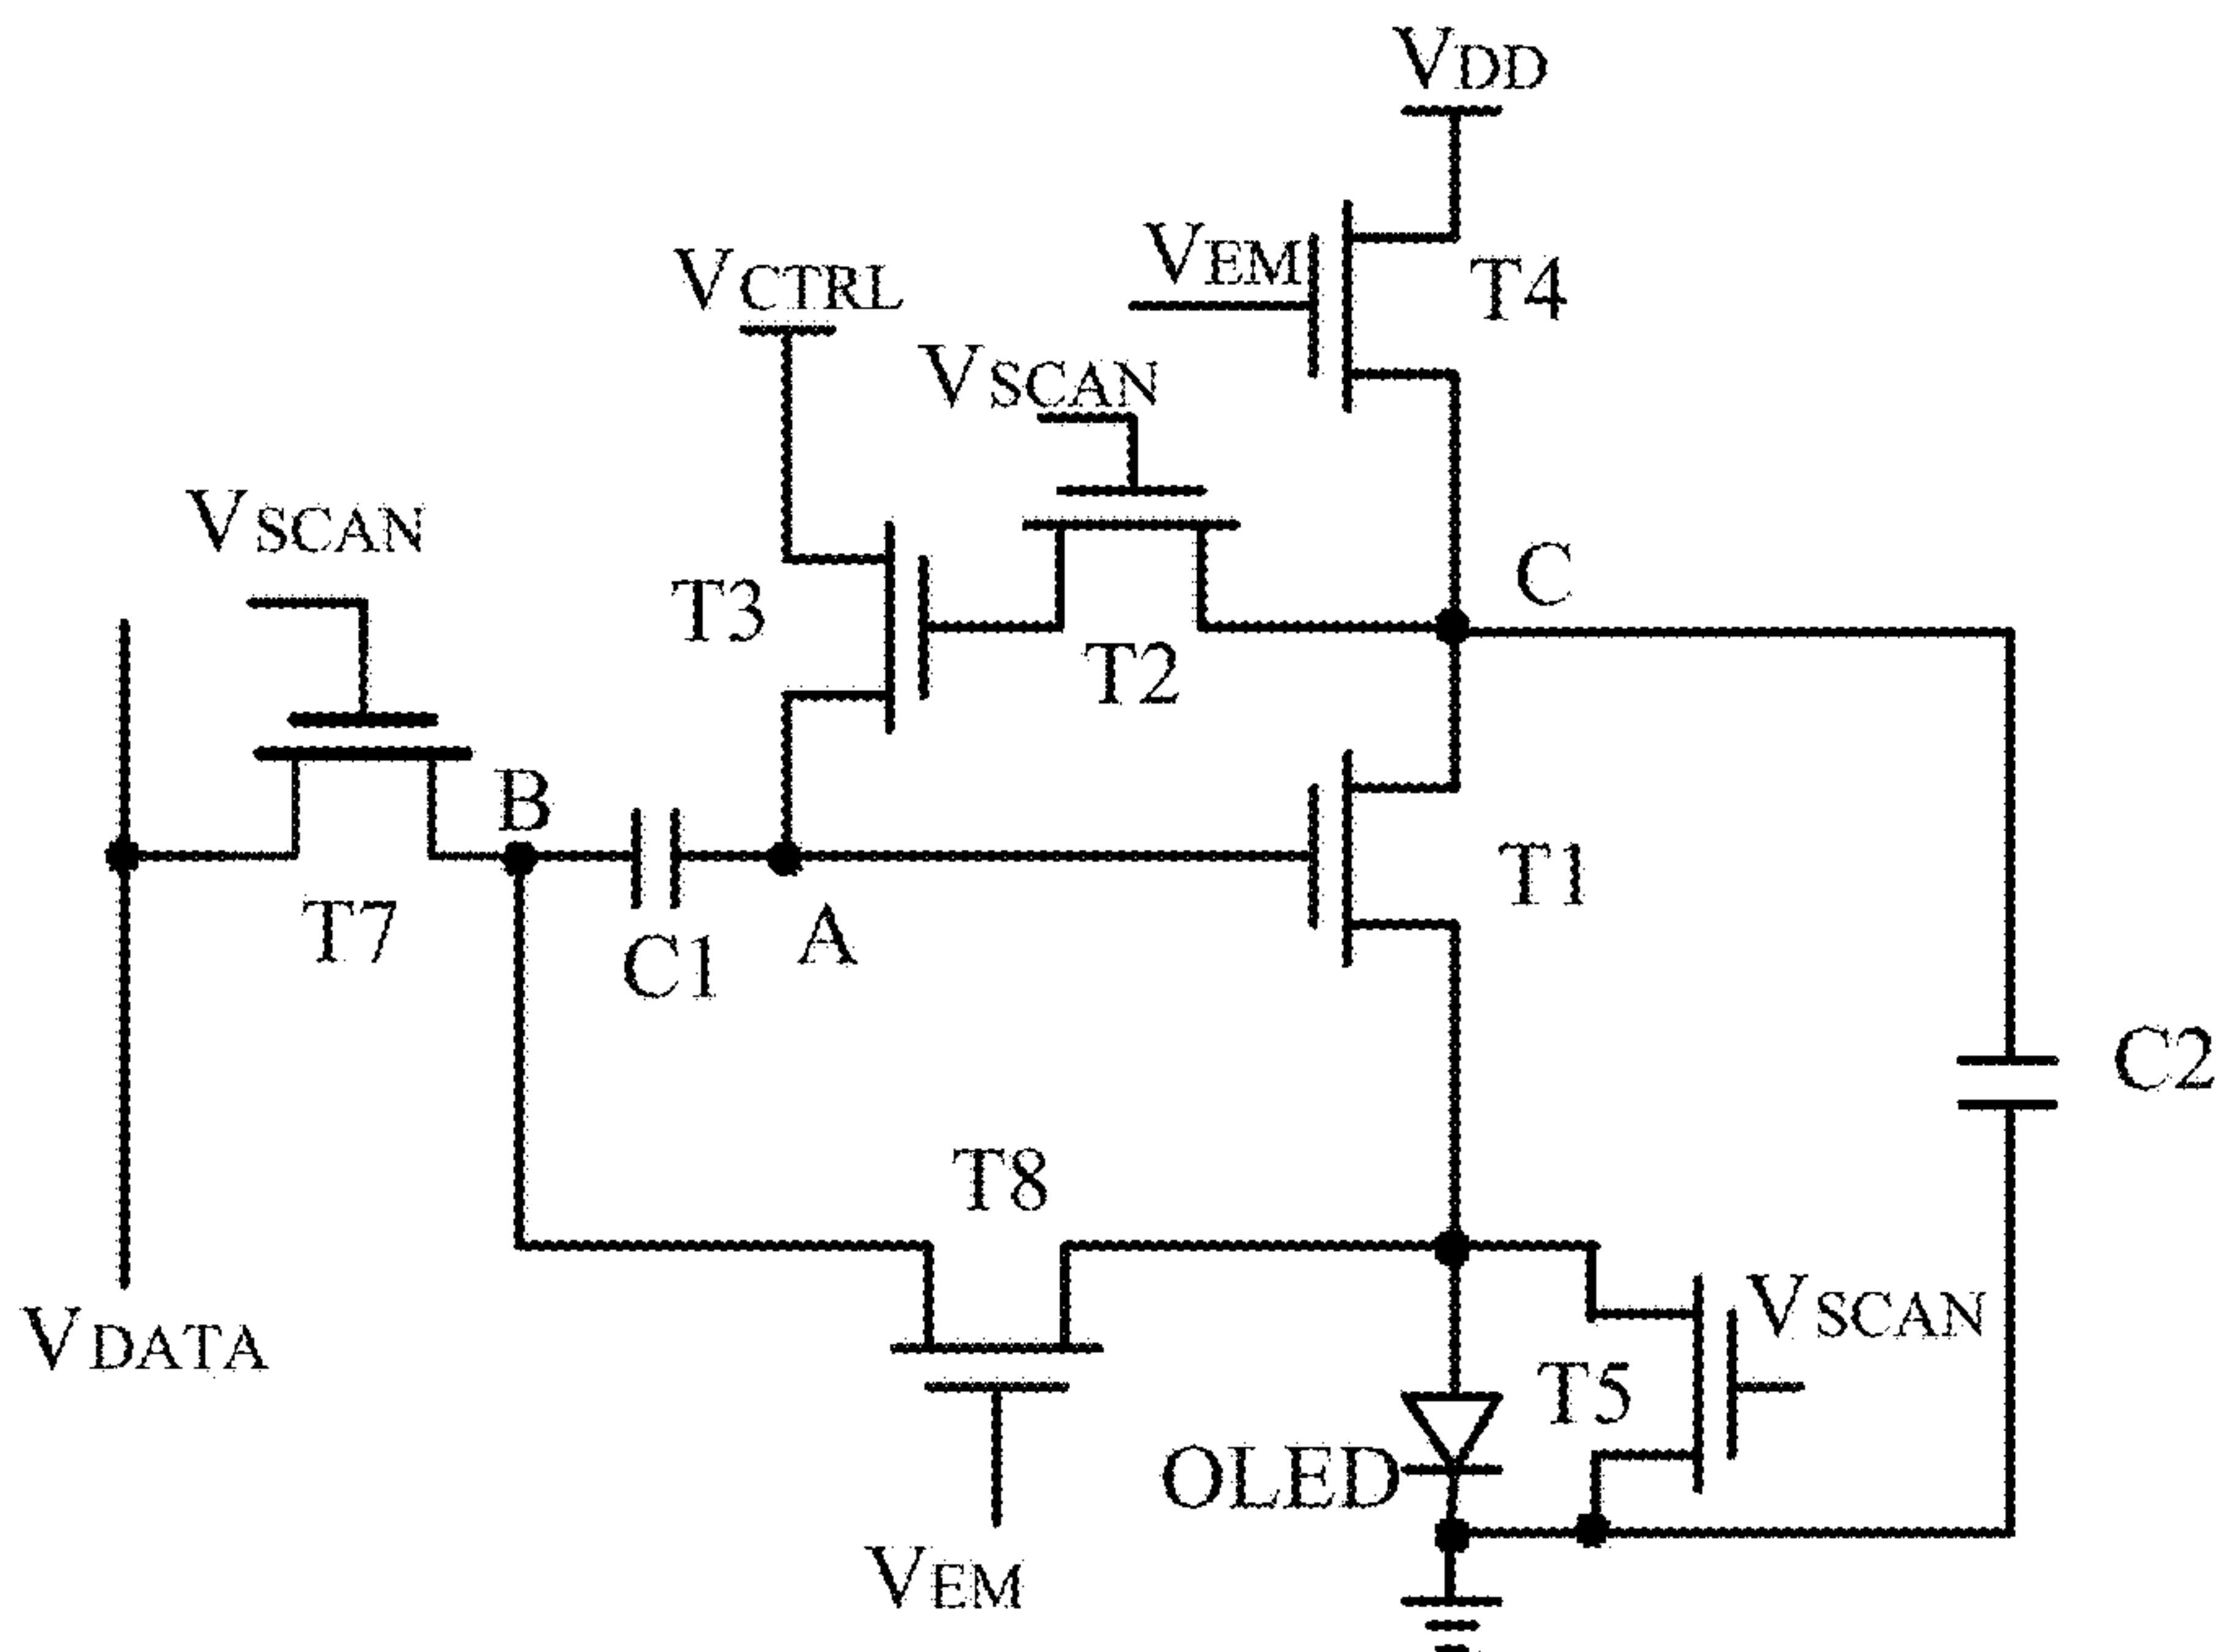 VDD
VEM
T4
VCTRL
VSCAN
VSCAN
C
T3
T2
B
T1
T7
A
C1
C2
T8
VSCAN
VDATA
T5
OLED
VEM